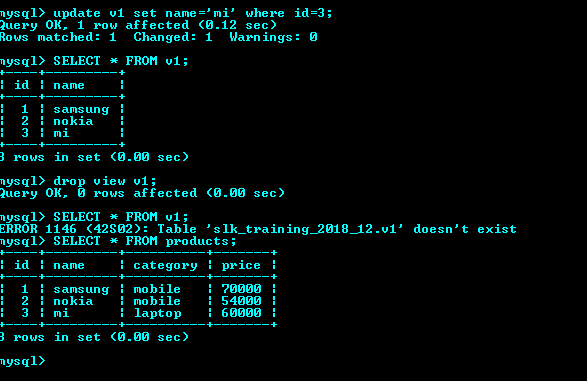 mysql> update v1 set name='mi' where id=3;
Query OK, 1 row affected (0.12 sec)
Rows matched: 1  Changed: 1  Warnings: 0

mysql> SELECT * FROM v1;
+----+---------+
| id | name    |
+----+---------+
|  1 | samsung |
|  2 | nokia   |
|  3 | mi      |
+----+---------+
3 rows in set (0.00 sec)

mysql> drop view v1;
Query OK, 0 rows affected (0.00 sec)

mysql> SELECT * FROM v1;
ERROR 1146 (42S02): Table 'slk_training_2018_12.v1' doesn't exist
mysql> SELECT * FROM products;
+----+---------+----------+-------+
| id | name    | category | price |
+----+---------+----------+-------+
|  1 | samsung | mobile   | 70000 |
|  2 | nokia   | mobile   | 54000 |
|  3 | mi      | laptop   | 60000 |
+----+---------+----------+-------+
3 rows in set (0.00 sec)

mysql>